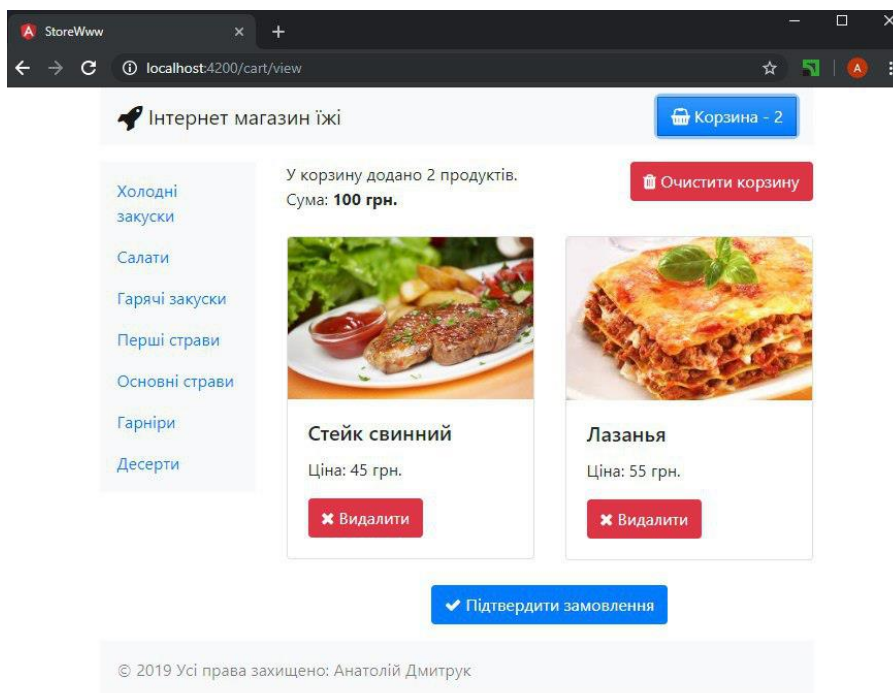 StoreWww
localhost:4200/cart/view
А
Інтернет магазин їжі
Корзина - 2
Холодні
закуски
Салати
Гарячі закуски
Перші страви
Основні страви
Гарніри
Десерти
У корзину додано 2 продуктів.
Сума: 100 грн.
Очистити корзину
Стейк свинний
Ціна: 45 грн.
Видалити
Лазанья
Ціна: 55 грн.
Видалити
Підтвердити замовлення
© 2019 Усі права захищено: Анатолій Дмитрук